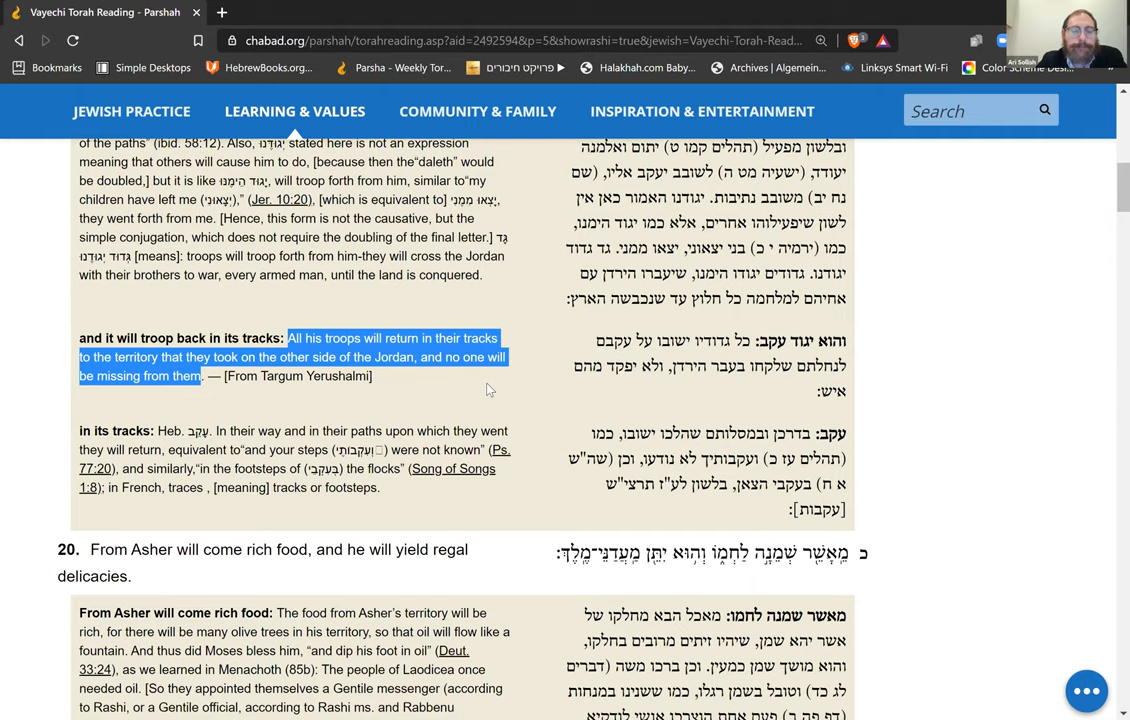 Vayechi Torah Reading - Parshah
chabad.org/parshah/torahreading.asp?aid=2492594&p=5&showrashi=true&jewish=Vayechi-Torah-Read...
Bookmarks Simple Desktops HebrewBooks.org... Parsha - Weekly Tor... פרויקט חיבורים Halakhah.com Baby... Archives | Algemein... Linksys Smart Wi-Fi Color Scheme Desi...
Ari Sollish
JEWISH PRACTICE LEARNING & VALUES COMMUNITY & FAMILY INSPIRATION & ENTERTAINMENT Search
of the paths” (ibid. 58:12). Also, יְגוּדֶנּוּ stated here is not an expression
meaning that others will cause him to do, [because then the“daleth” would
be doubled,] but it is like יָגוּד הֵימֶנּוּ, will troop forth from him, similar to“my
children have left me (יְצָאוּנִי),” (Jer. 10:20), [which is equivalent to] יָצְאוּ מִמֶּנִּי,
they went forth from me. [Hence, this form is not the causative, but the
simple conjugation, which does not require the doubling of the final letter.] גָּד
גְּדוּד יְגוּדֶנּוּ [means]: troops will troop forth from him-they will cross the Jordan
with their brothers to war, every armed man, until the land is conquered.
ובלשון מפעיל (תהלים קמו ט) יתום ואלמנה
יעודד, (ישעיה מט ה) לשובב יעקב אליו, (שם
נח יב) משובב נתיבות. יגודנו האמור כאן אין
לשון שיפעילוהו אחרים, אלא כמו יגוד הימנו,
כמו (ירמיה י כ) בני יצאוני, יצאו ממני. גד גדוד
יגודנו. גדודים יגודו הימנו, שיעברו הירדן עם
אחיהם למלחמה כל חלוץ עד שנכבשה הארץ:
and it will troop back in its tracks: All his troops will return in their tracks
to the territory that they took on the other side of the Jordan, and no one will
be missing from them. — [From Targum Yerushalmi]
והוא יגוד עקב: כל גדודיו ישובו על עקבם
לנחלתם שלקחו בעבר הירדן, ולא יפקד מהם
איש:
in its tracks: Heb. עָקֵב. In their way and in their paths upon which they went
they will return, equivalent to“and your steps (וְעִקְבוֹתֶי) were not known” (Ps.
77:20), and similarly,“in the footsteps of (בְּעִקְבֵי) the flocks” (Song of Songs
1:8); in French, traces , [meaning] tracks or footsteps.
עקב: בדרכן ובמסלותם שהלכו ישובו, כמו
(תהלים עז כ) ועקבותיך לא נודעו, וכן (שה"ש
א ח) בעקבי הצאן, בלשון לע"ז תרצי"ש
[עקבות]:
20. From Asher will come rich food, and he will yield regal
delicacies.
כ מֵֽאָשֵׁ֖ר שְׁמֵנָ֣ה לַחְמ֑וֹ וְה֥וּא יִתֵּ֖ן מַֽעֲדַנֵּי־מֶֽלֶךְ:
From Asher will come rich food: The food from Asher’s territory will be
rich, for there will be many olive trees in his territory, so that oil will flow like a
fountain. And thus did Moses bless him, “and dip his foot in oil” (Deut.
33:24), as we learned in Menachoth (85b): The people of Laodicea once
needed oil. [So they appointed themselves a Gentile messenger (according
to Rashi, or a Gentile official, according to Rashi ms. and Rabbenu
מאשר שמנה לחמו: מאכל הבא מחלקו של
אשר יהא שמן, שיהיו זיתים מרובים בחלקו,
והוא מושך שמן כמעין. וכן ברכו משה (דברים
לג כד) וטובל בשמן רגלו, כמו ששנינו במנחות
(דף פה ב) פעם אחת הוצרכו אנשי לודקיא